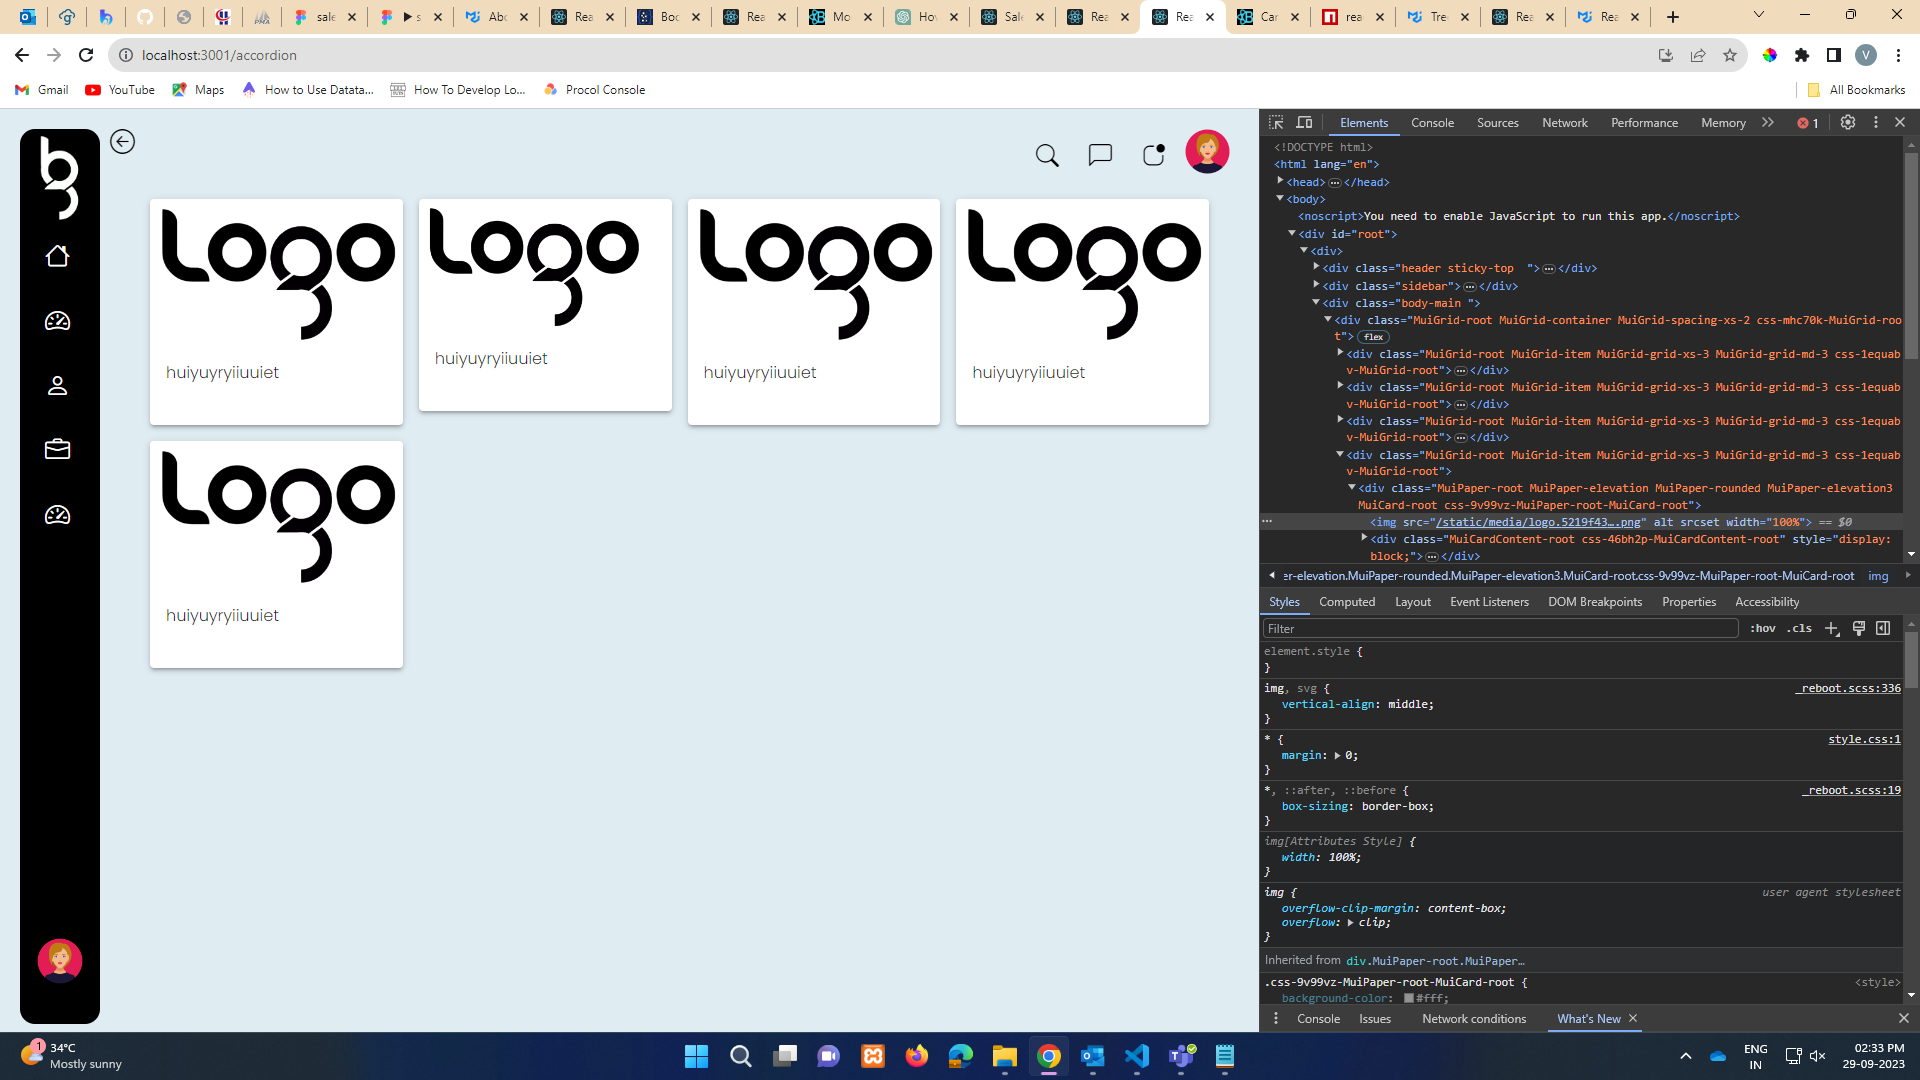 sale
s
Abo
Rea
Boo
Rea
Mo
Hov
Sale
Rea
Rea
Car
rea
Tre
Rea
Rea
localhost:3001/accordion
V
Gmail
YouTube
Maps
How to Use Datata...
How To Develop Lo...
Procol Console
All Bookmarks
Logo
huiyuyryiiuuiet
Logo
huiyuyryiiuuiet
Logo
huiyuyryiiuuiet
Logo
huiyuyryiiuuiet
Logo
huiyuyryiiuuiet
Elements Console Sources Network Performance Memory 1
<!DOCTYPE html>
<html lang="en">
<head>…</head>
<body>
<noscript>You need to enable JavaScript to run this app.</noscript>
<div id="root">
<div>
<div class="header sticky-top  ">…</div>
<div class="sidebar">…</div>
<div class="body-main ">
<div class="MuiGrid-root MuiGrid-container MuiGrid-spacing-xs-2 css-mhc70k-MuiGrid-roo
t"> flex
<div class="MuiGrid-root MuiGrid-item MuiGrid-grid-xs-3 MuiGrid-grid-md-3 css-1equab
v-MuiGrid-root">…</div>
<div class="MuiGrid-root MuiGrid-item MuiGrid-grid-xs-3 MuiGrid-grid-md-3 css-1equab
v-MuiGrid-root">…</div>
<div class="MuiGrid-root MuiGrid-item MuiGrid-grid-xs-3 MuiGrid-grid-md-3 css-1equab
v-MuiGrid-root">…</div>
<div class="MuiGrid-root MuiGrid-item MuiGrid-grid-xs-3 MuiGrid-grid-md-3 css-1equab
v-MuiGrid-root">
<div class="MuiPaper-root MuiPaper-elevation MuiPaper-rounded MuiPaper-elevation3
MuiCard-root css-9v99vz-MuiPaper-root-MuiCard-root">
<img src="/static/media/logo.5219f43….png" alt srcset width="100%"> == $0
<div class="MuiCardContent-root css-46bh2p-MuiCardContent-root" style="display:
block;">…</div>
er-elevation.MuiPaper-rounded.MuiPaper-elevation3.MuiCard-root.css-9v99vz-MuiPaper-root-MuiCard-root img
Styles Computed Layout Event Listeners DOM Breakpoints Properties Accessibility
Filter :hov .cls
element.style {
}
img, svg { _reboot.scss:336
vertical-align: middle;
}
* { style.css:1
margin: 0;
}
*, ::after, ::before { _reboot.scss:19
box-sizing: border-box;
}
img[Attributes Style] {
width: 100%;
}
img { user agent stylesheet
overflow-clip-margin: content-box;
overflow: clip;
}
Inherited from div.MuiPaper-root.MuiPaper…
.css-9v99vz-MuiPaper-root-MuiCard-root { <style>
background-color: #fff;
Console Issues Network conditions What's New
1
34°C
Mostly sunny
ENG
IN
02:33 PM
29-09-2023